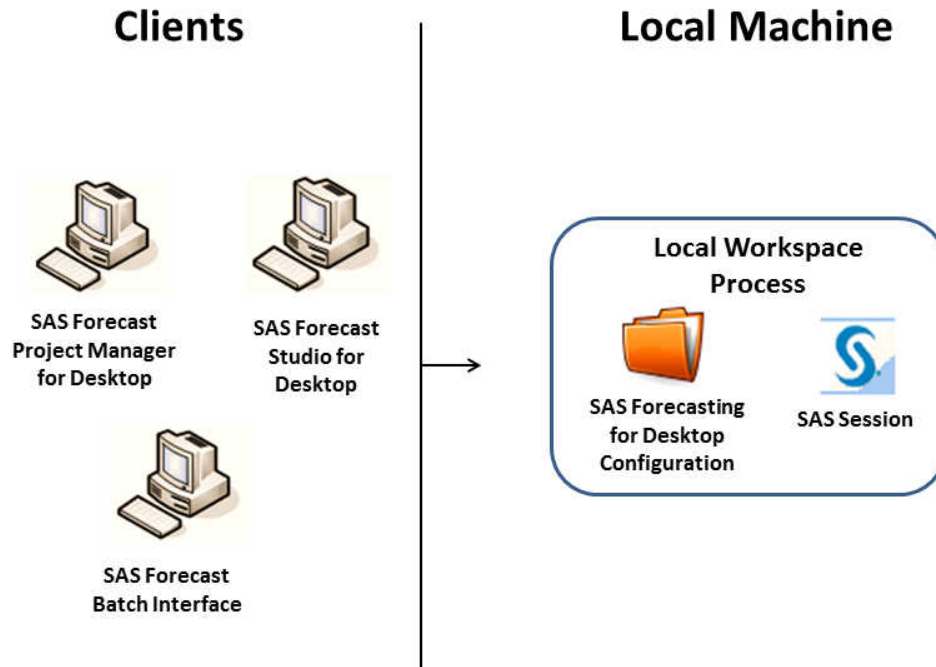 Clients
SAS Forecast
Project Manager
for Desktop
SAS Forecast
Studio for
Desktop
SAS Forecast
Batch Interface
Local Machine
Local Workspace
Process
SAS Forecasting
for Desktop
Configuration
SAS Session